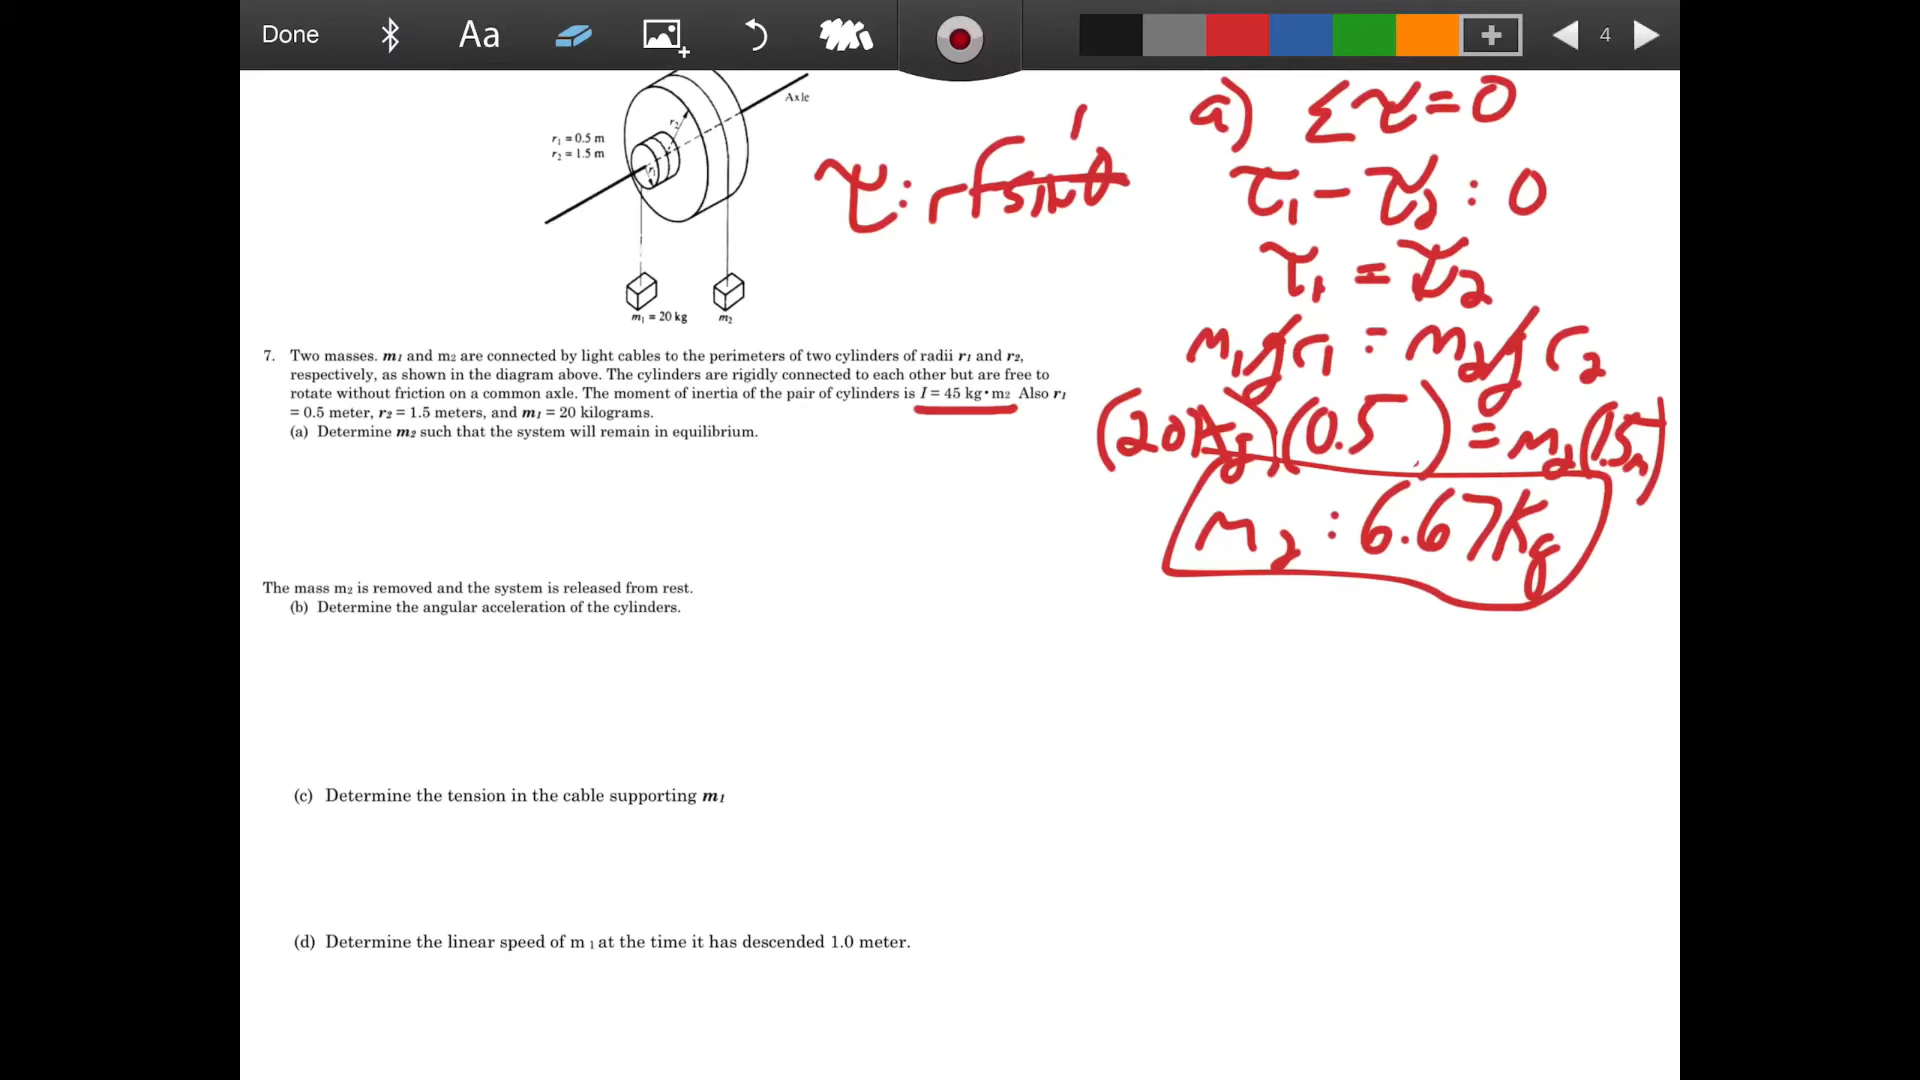 Done Aa 4
Axle
r₁ = 0.5 m
r₂ = 1.5 m
r₂
r₁
m₁ = 20 kg m₂
τ : rFsinθ
1
a) Στ = 0
τ₁ - τ₂ : 0
τ₁ = τ₂
m₁gr₁ = m₂gr₂
(20kg)(0.5 ) = m₂(1.5m)
m₂ : 6.67kg
7. Two masses. m₁ and m₂ are connected by light cables to the perimeters of two cylinders of radii r₁ and r₂,
respectively, as shown in the diagram above. The cylinders are rigidly connected to each other but are free to
rotate without friction on a common axle. The moment of inertia of the pair of cylinders is I = 45 kg•m₂ Also r₁
= 0.5 meter, r₂ = 1.5 meters, and m₁ = 20 kilograms.
(a) Determine m₂ such that the system will remain in equilibrium.
The mass m₂ is removed and the system is released from rest.
(b) Determine the angular acceleration of the cylinders.
(c) Determine the tension in the cable supporting m₁
(d) Determine the linear speed of m ₁ at the time it has descended 1.0 meter.